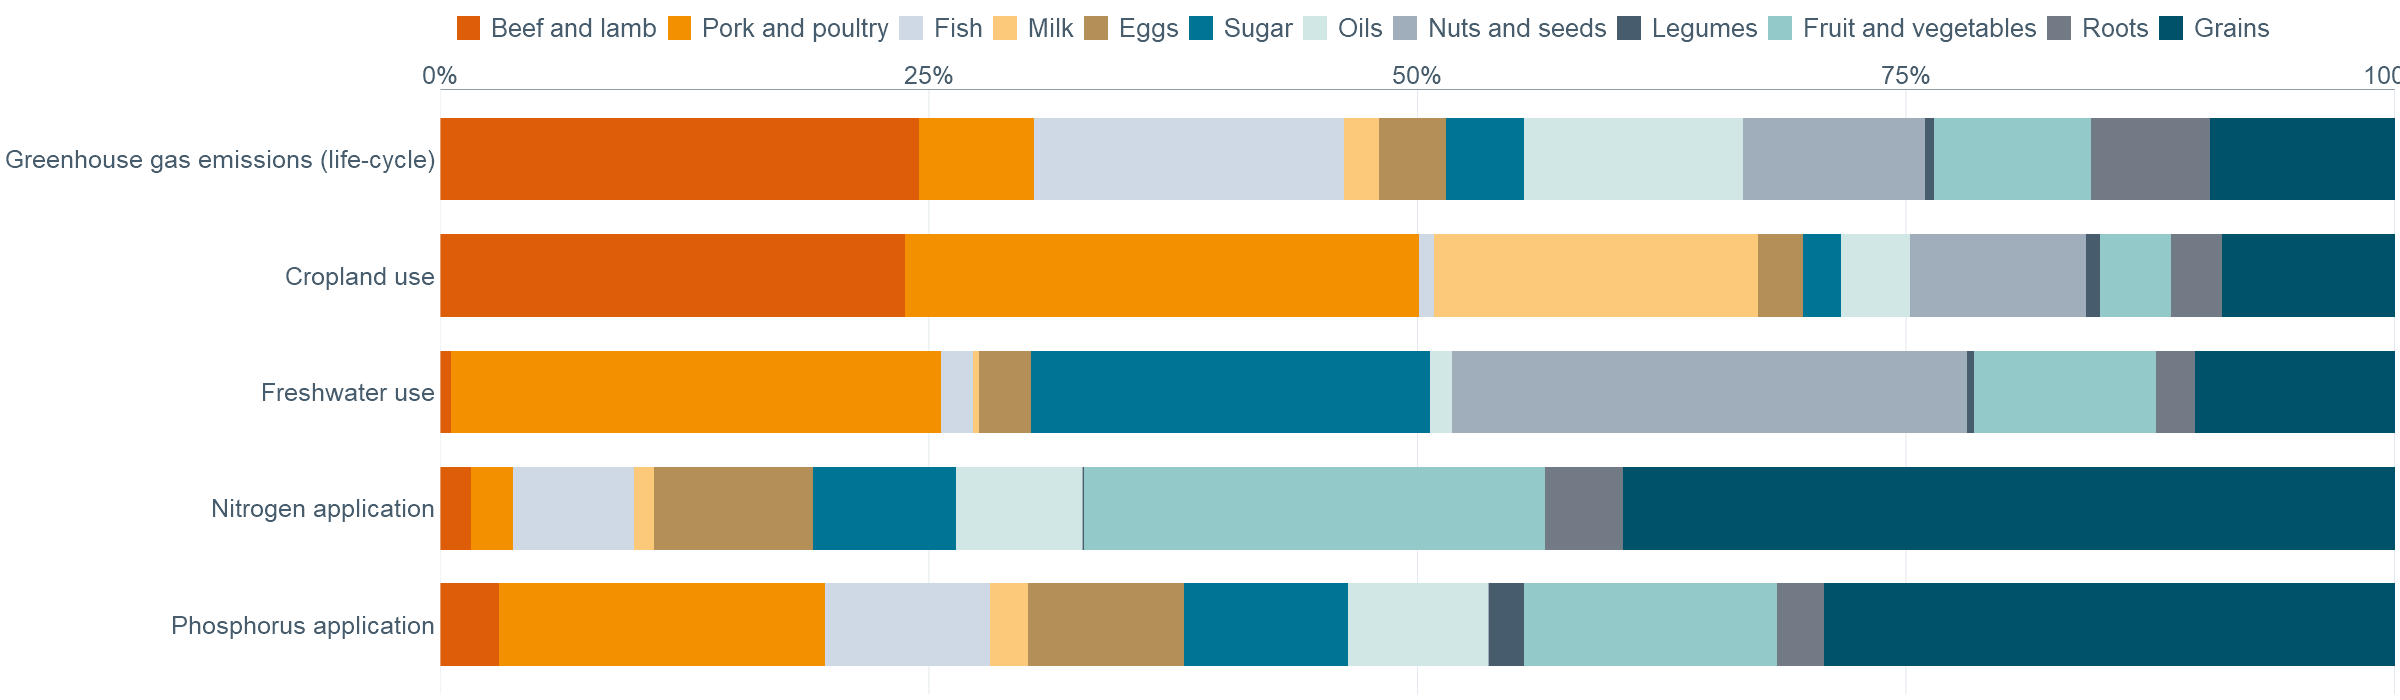 Beef and lamb Pork and poultry Fish Milk Eggs Sugar Oils Nuts and seeds Legumes Fruit and vegetables Roots Grains
0% 25% 50% 75% 100
Greenhouse gas emissions (life-cycle)
Cropland use
Freshwater use
Nitrogen application
Phosphorus application